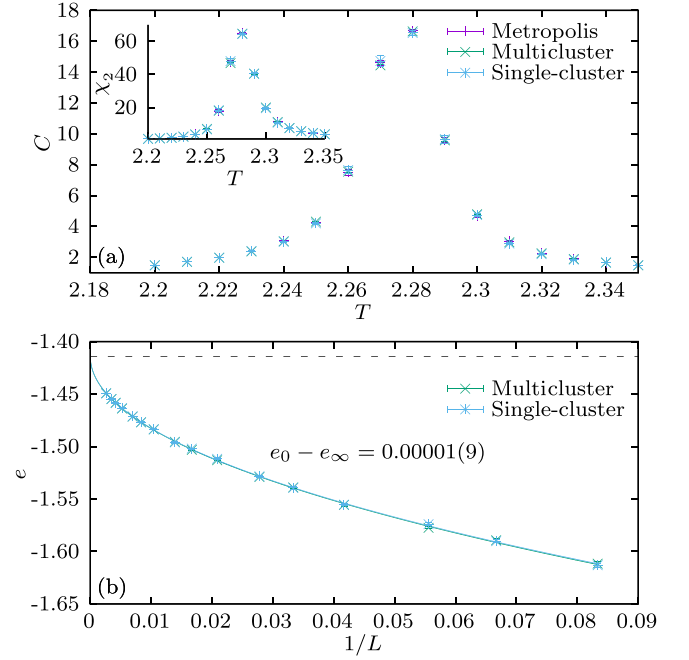 18
16
14
12
10
8
6
4
2
C
2.18
2.2
2.22
2.24
2.26
2.28
2.3
2.32
2.34
T
(a)
Metropolis
Multicluster
Single-cluster
60
40
20
χ₂
2.2
2.25
2.3
2.35
T
-1.40
-1.45
-1.50
-1.55
-1.60
-1.65
e
Multicluster
Single-cluster
e₀ − e∞ = 0.00001(9)
(b)
0
0.01
0.02
0.03
0.04
0.05
0.06
0.07
0.08
0.09
1/L